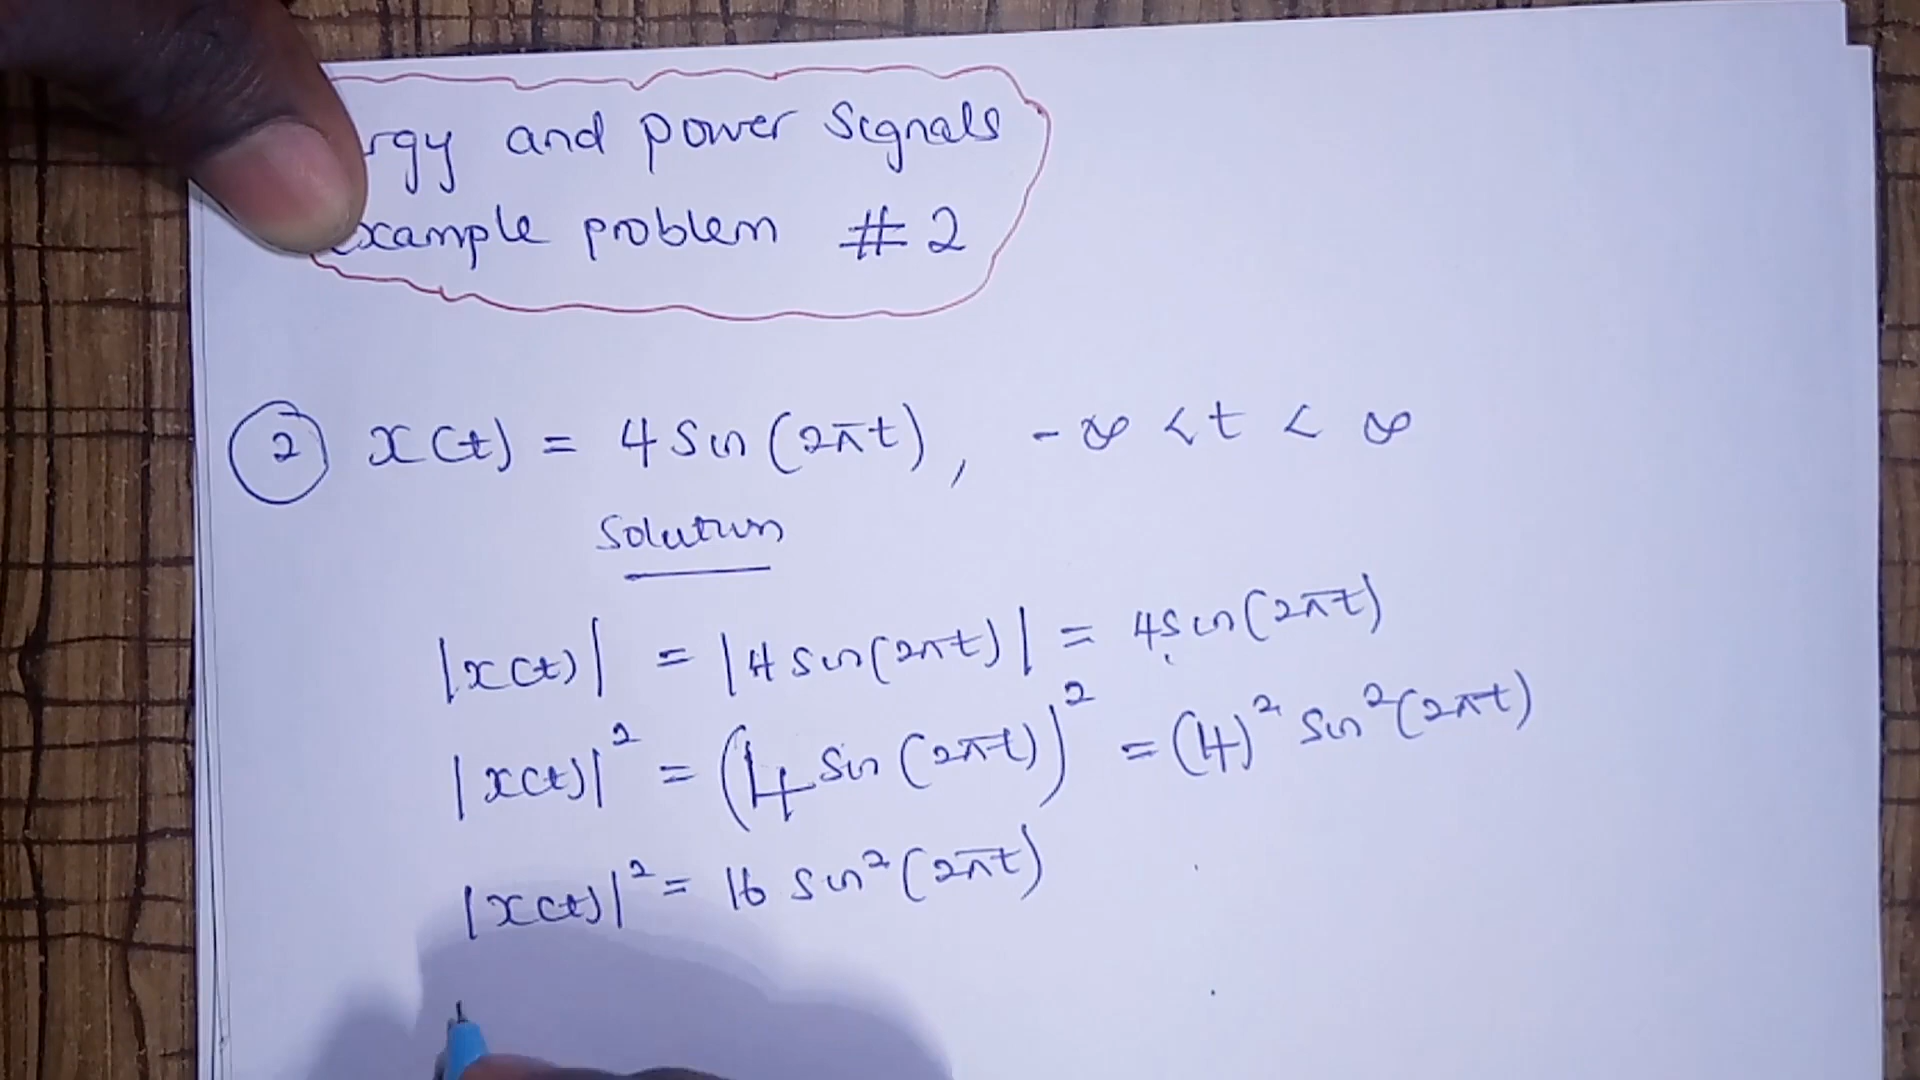 rgy and power signals
example problem #2
2 x(t) = 4 sin (2πt), -∞ < t < ∞
Solution
|x(t)| = |4 sin(2πt)| = 4 sin(2πt)
|x(t)|² = (4 sin (2πt))² = (4)² sin²(2πt)
|x(t)|² = 16 sin²(2πt)